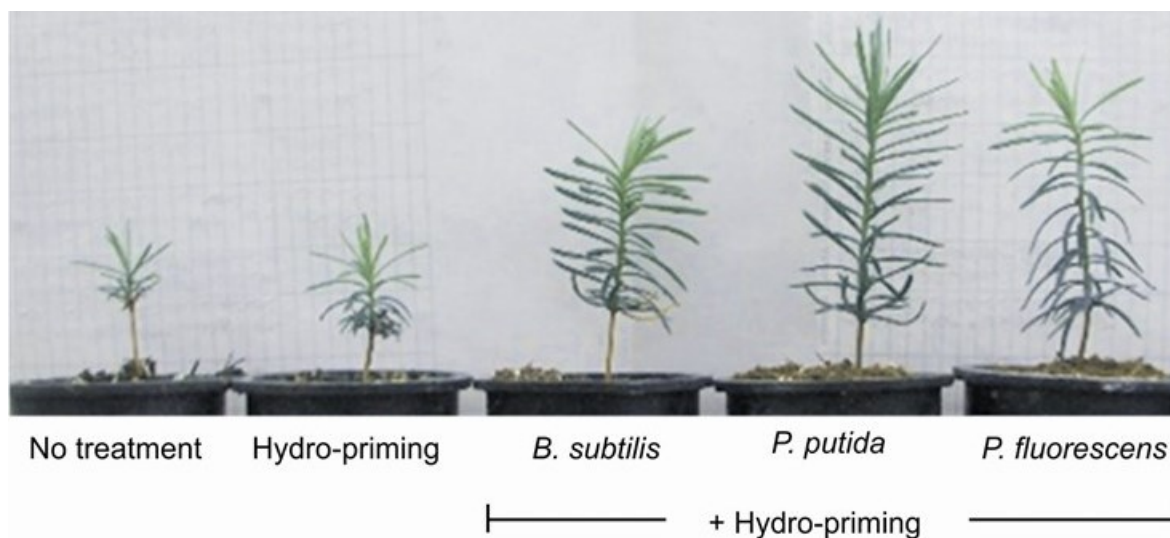 No treatment Hydro-priming B. subtilis P. putida P. fluorescens
+ Hydro-priming